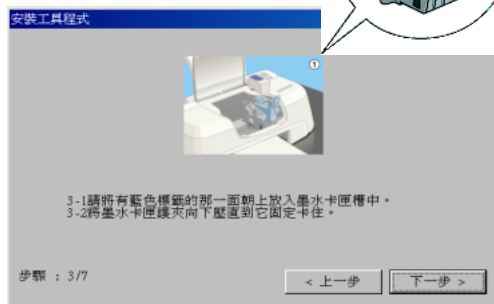 安裝工具程式
①
3-1請將有藍色標籤的那一面朝上放入墨水卡匣槽中。
3-2將墨水卡匣護夾向下壓直到它固定卡住。
步驟 : 3/7
< 上一步
下一步 >